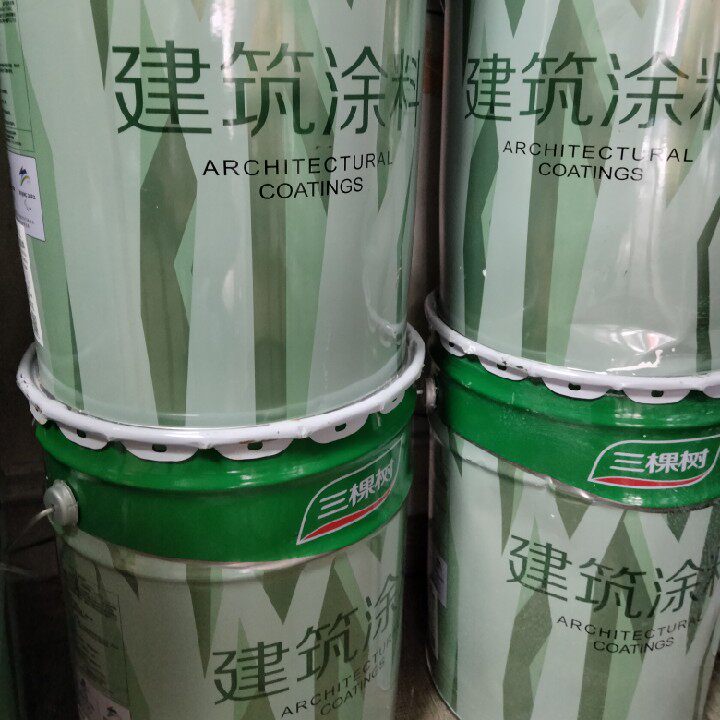 建筑涂料
ARCHITECTURAL
COATINGS
建筑涂料
ARCHITECTURAL
COATINGS
三棵树
三棵树
建筑涂
ARCHITECTURAL
COATINGS
建筑涂
ARCHITECTURAL
COATINGS